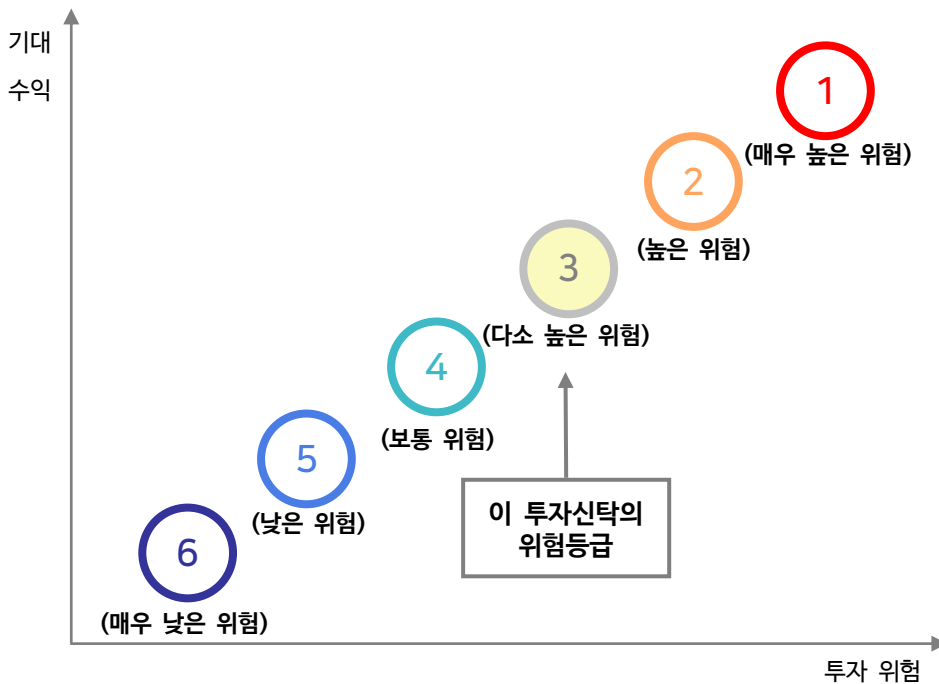 기대
수익
1
(매우 높은 위험)
2
(높은 위험)
3
(다소 높은 위험)
4
(보통 위험)
5
(낮은 위험)
이 투자신탁의
위험등급
6
(매우 낮은 위험)
투자 위험